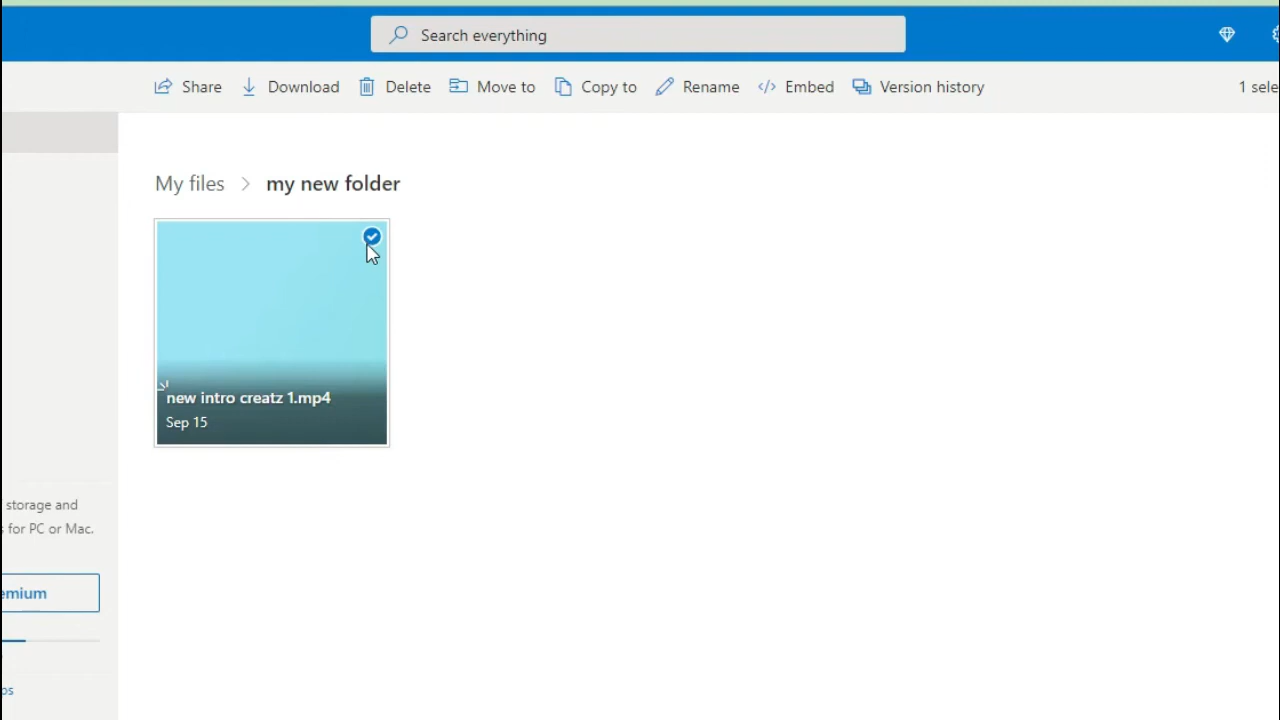 Search everything
Share Download Delete Move to Copy to Rename Embed Version history 1 sele
My files my new folder
new intro creatz 1.mp4
Sep 15
storage and
s for PC or Mac.
emium
os